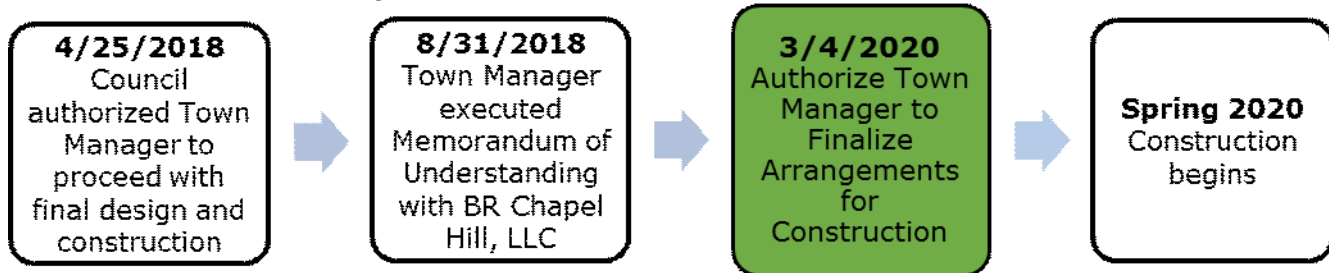 4/25/2018
Council
authorized Town
Manager to
proceed with
final design and
construction
8/31/2018
Town Manager
executed
Memorandum of
Understanding
with BR Chapel
Hill, LLC
3/4/2020
Authorize Town
Manager to
Finalize
Arrangements
for
Construction
Spring 2020
Construction
begins